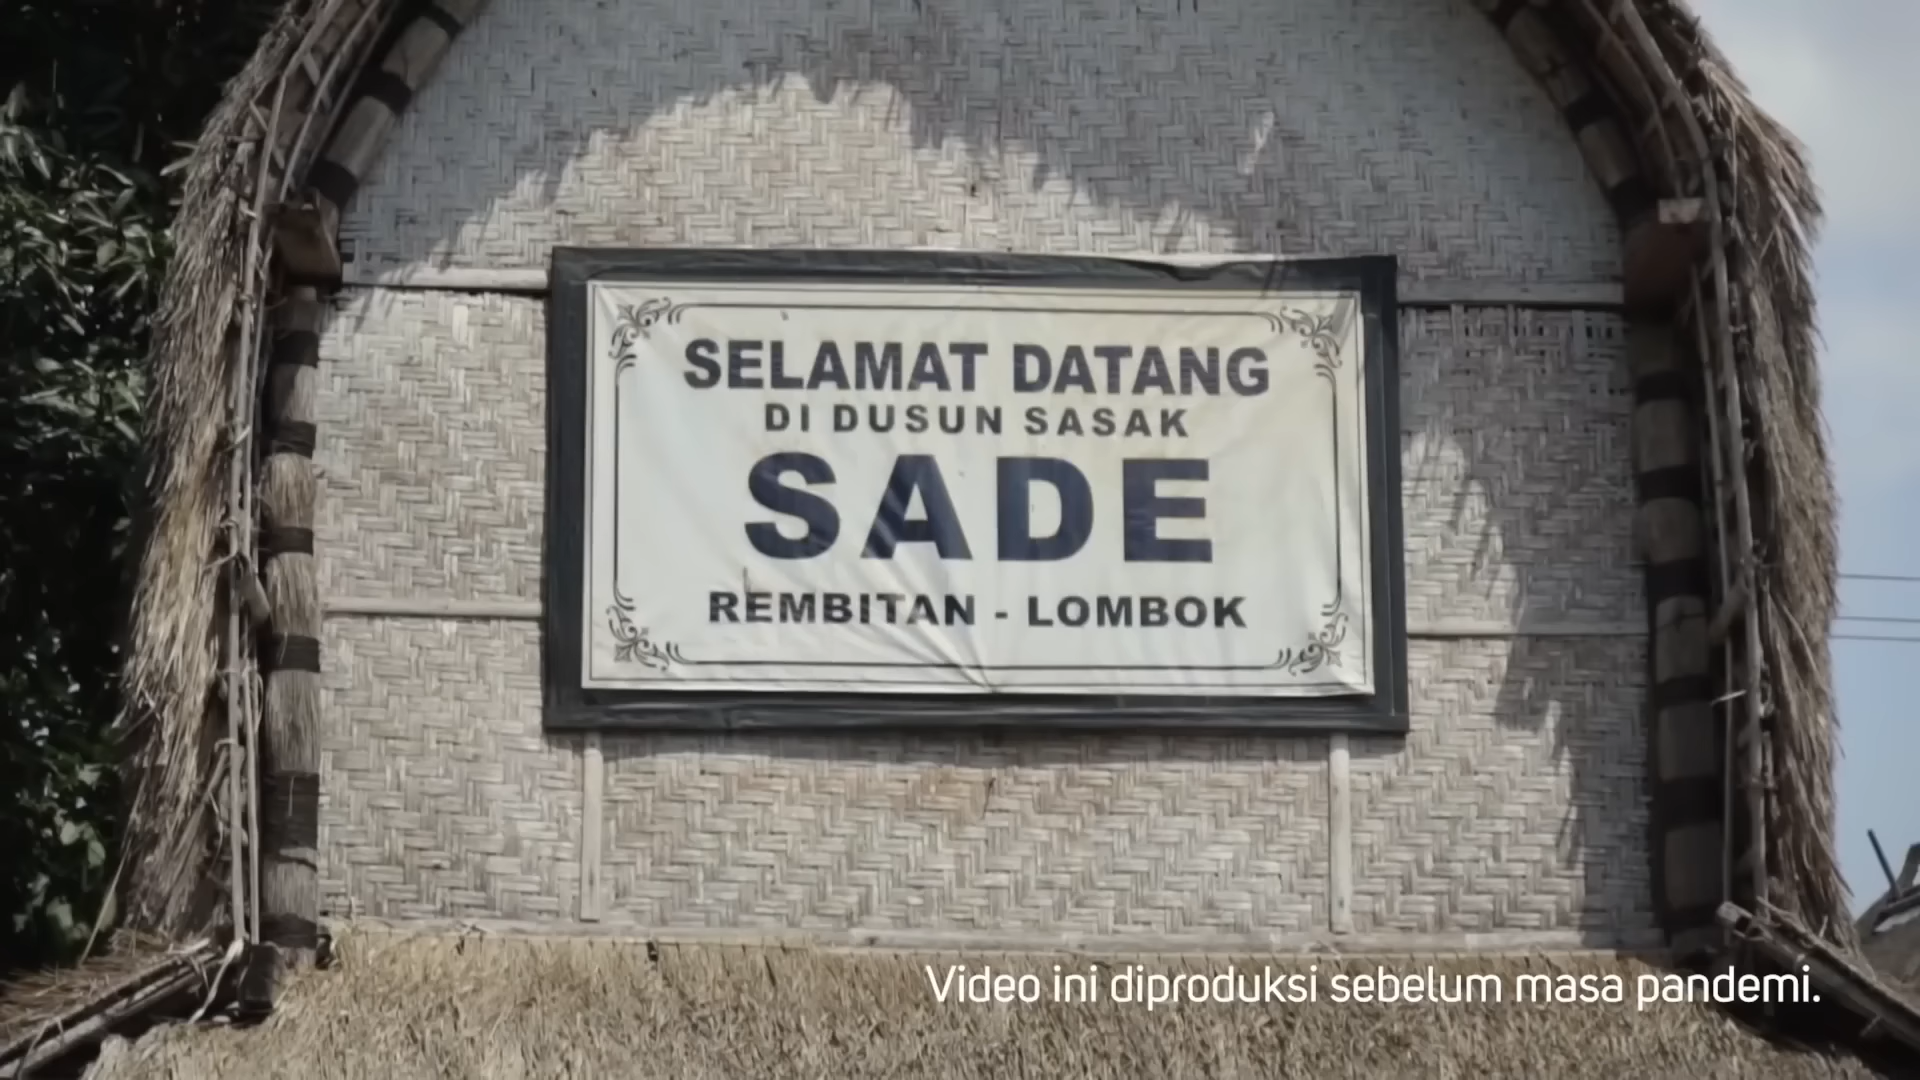 SELAMAT DATANG
DI DUSUN SASAK
SADE
REMBITAN - LOMBOK
Video ini diproduksi sebelum masa pandemi.